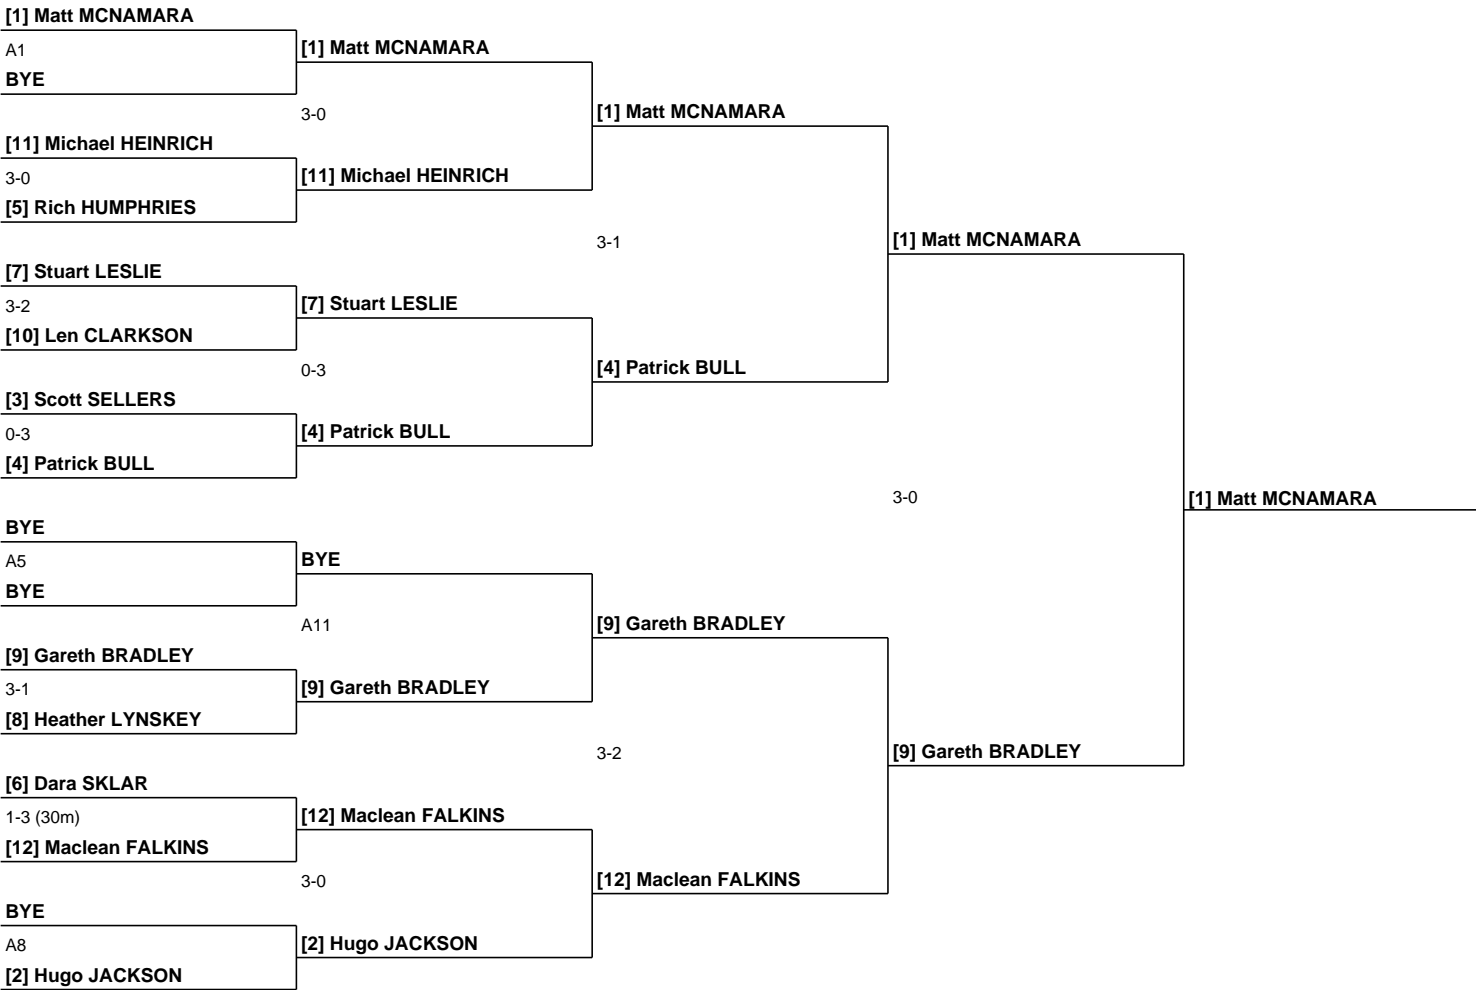 [1] Matt MCNAMARA
A1
BYE
[11] Michael HEINRICH
3-0
[5] Rich HUMPHRIES
[7] Stuart LESLIE
3-2
[10] Len CLARKSON
[3] Scott SELLERS
0-3
[4] Patrick BULL
BYE
A5
BYE
[9] Gareth BRADLEY
3-1
[8] Heather LYNSKEY
[6] Dara SKLAR
1-3 (30m)
[12] Maclean FALKINS
BYE
A8
[2] Hugo JACKSON
[1] Matt MCNAMARA
3-0
[11] Michael HEINRICH
[7] Stuart LESLIE
0-3
[4] Patrick BULL
BYE
A11
[9] Gareth BRADLEY
[12] Maclean FALKINS
3-0
[2] Hugo JACKSON
[1] Matt MCNAMARA
3-1
[4] Patrick BULL
[9] Gareth BRADLEY
3-2
[12] Maclean FALKINS
[1] Matt MCNAMARA
3-0
[9] Gareth BRADLEY
[1] Matt MCNAMARA